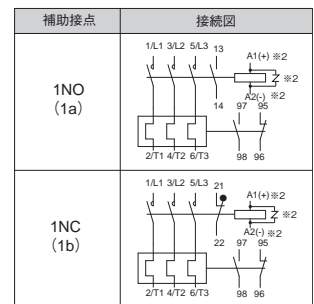 補助接点 接続図
1NO
（1a）
1/L1 3/L2 5/L3 13
A1(+) ※2
※2
A2(-) ※2
14 97 95
2/T1 4/T2 6/T3 98 96
1NC
（1b）
1/L1 3/L2 5/L3 21
A1(+)※2
※2
A2(-) ※2
22 97 95
2/T1 4/T2 6/T3 98 96